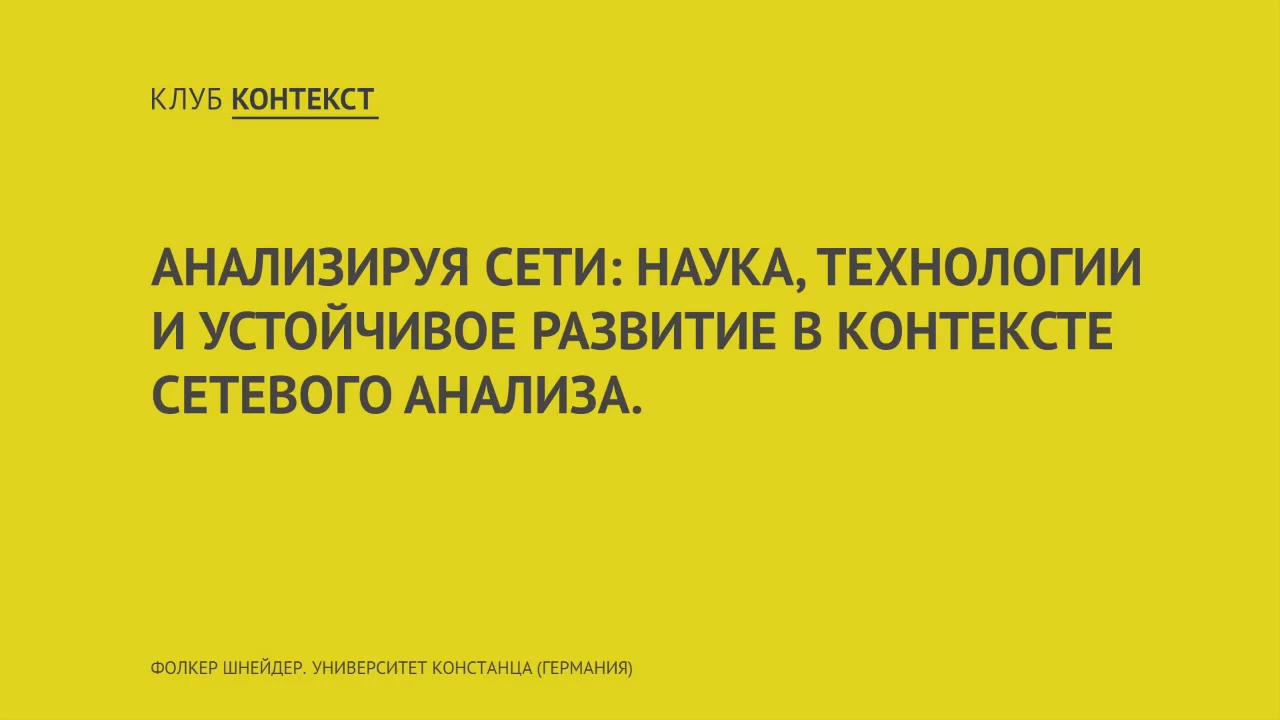 КЛУБ КОНТЕКСТ
АНАЛИЗИРУЯ СЕТИ: НАУКА, ТЕХНОЛОГИИ
И УСТОЙЧИВОЕ РАЗВИТИЕ В КОНТЕКСТЕ
СЕТЕВОГО АНАЛИЗА.
ФОЛКЕР ШНЕЙДЕР. УНИВЕРСИТЕТ КОНСТАНЦА (ГЕРМАНИЯ)